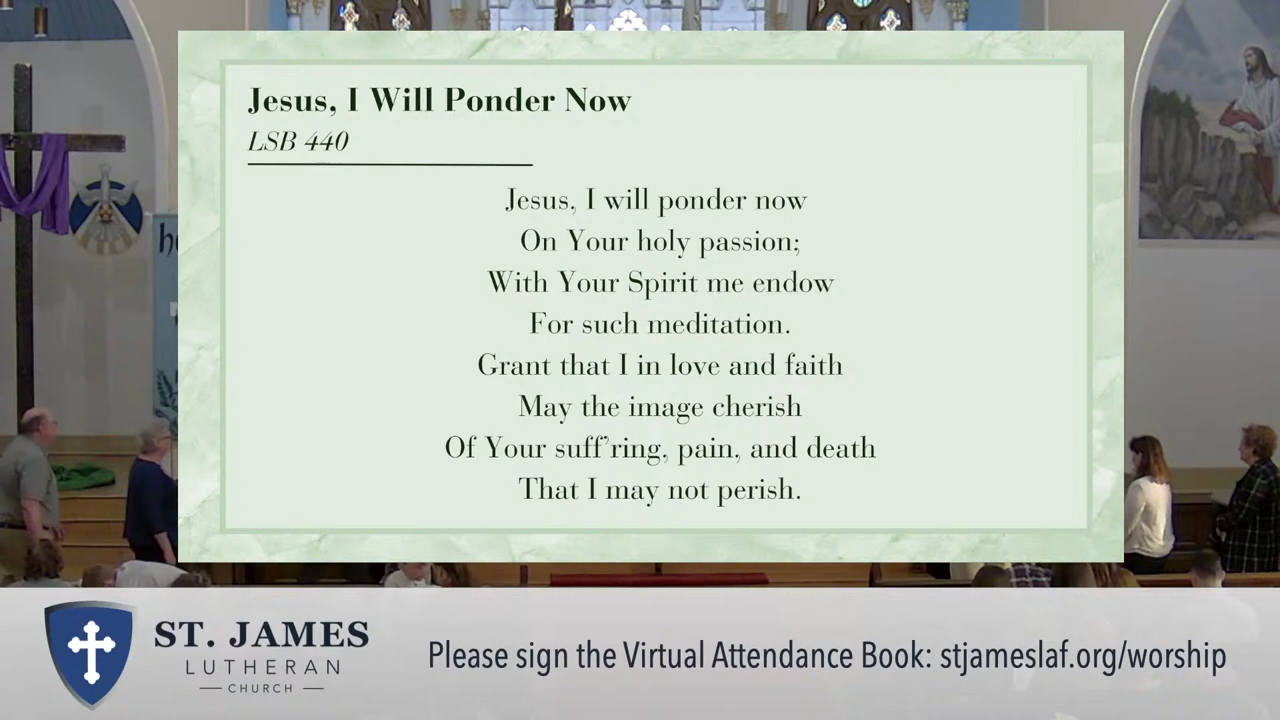 Jesus, I Will Ponder Now
LSB 440
Jesus, I will ponder now
On Your holy passion;
With Your Spirit me endow
For such meditation.
Grant that I in love and faith
May the image cherish
Of Your suff'ring, pain, and death
That I may not perish.
ST. JAMES
LUTHERAN
CHURCH
Please sign the Virtual Attendance Book: stjameslaf.org/worship